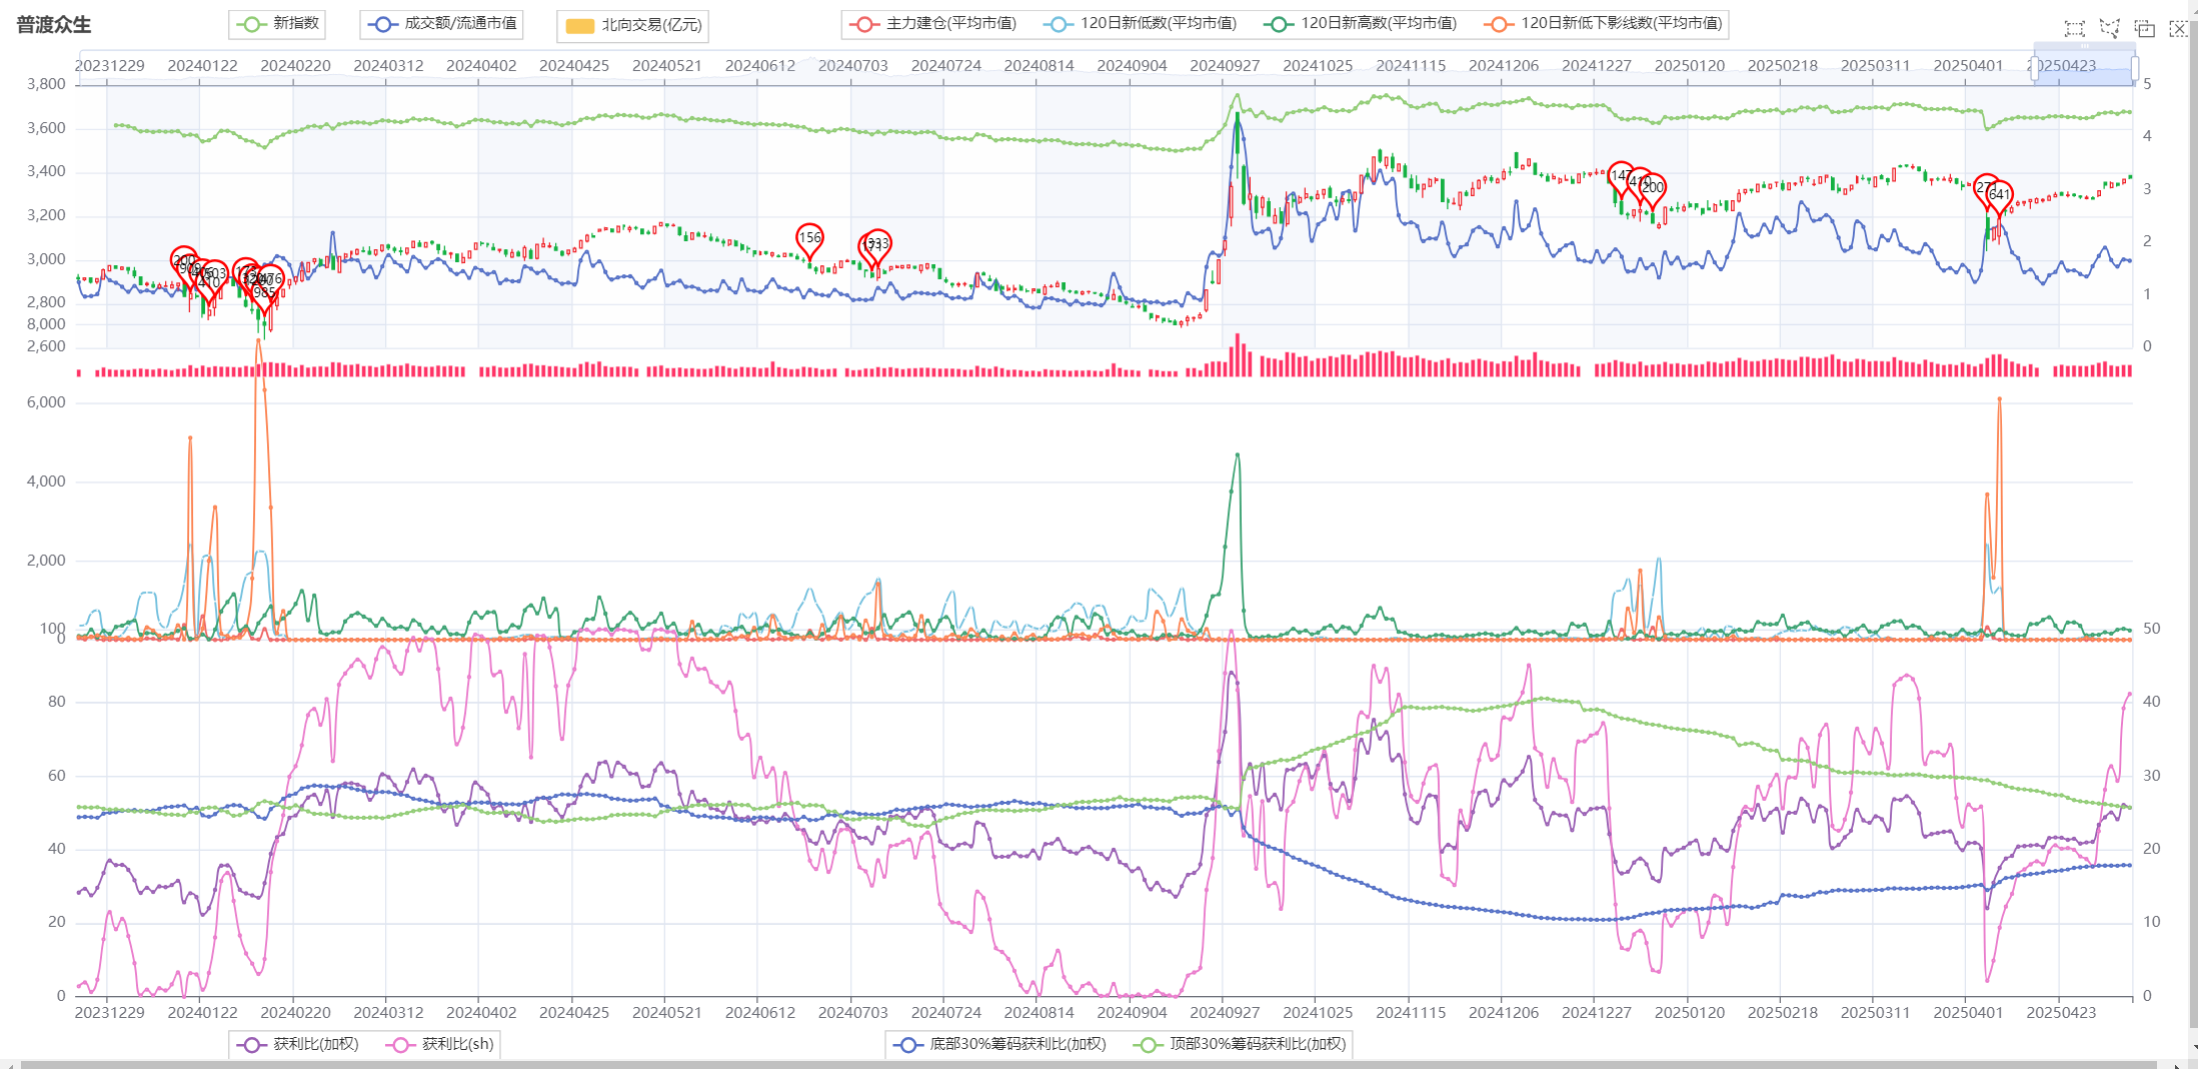 普渡众生
新指数
成交额/流通市值
北向交易(亿元)
主力建仓(平均市值)
120日新低数(平均市值)
120日新高数(平均市值)
120日新低下影线数(平均市值)
20231229 20240122 20240220 20240312 20240402 20240425 20240521 20240612 20240703 20240724 20240814 20240904 20240927 20241025 20241115 20241206 20241227 20250120 20250218 20250311 20250401 20250423
3,800 5
3,600 4
3,400
3,200 3
3,000 2
2,800 1
8,000
2,600 0
156
333
147
410
200
641
6,000
4,000
2,000
100 50
0
80 40
60 30
40 20
20 10
0 0
20231229 20240122 20240220 20240312 20240402 20240425 20240521 20240612 20240703 20240724 20240814 20240904 20240927 20241025 20241115 20241206 20241227 20250120 20250218 20250311 20250401 20250423
获利比(加权)
获利比(sh)
底部30%筹码获利比(加权)
顶部30%筹码获利比(加权)